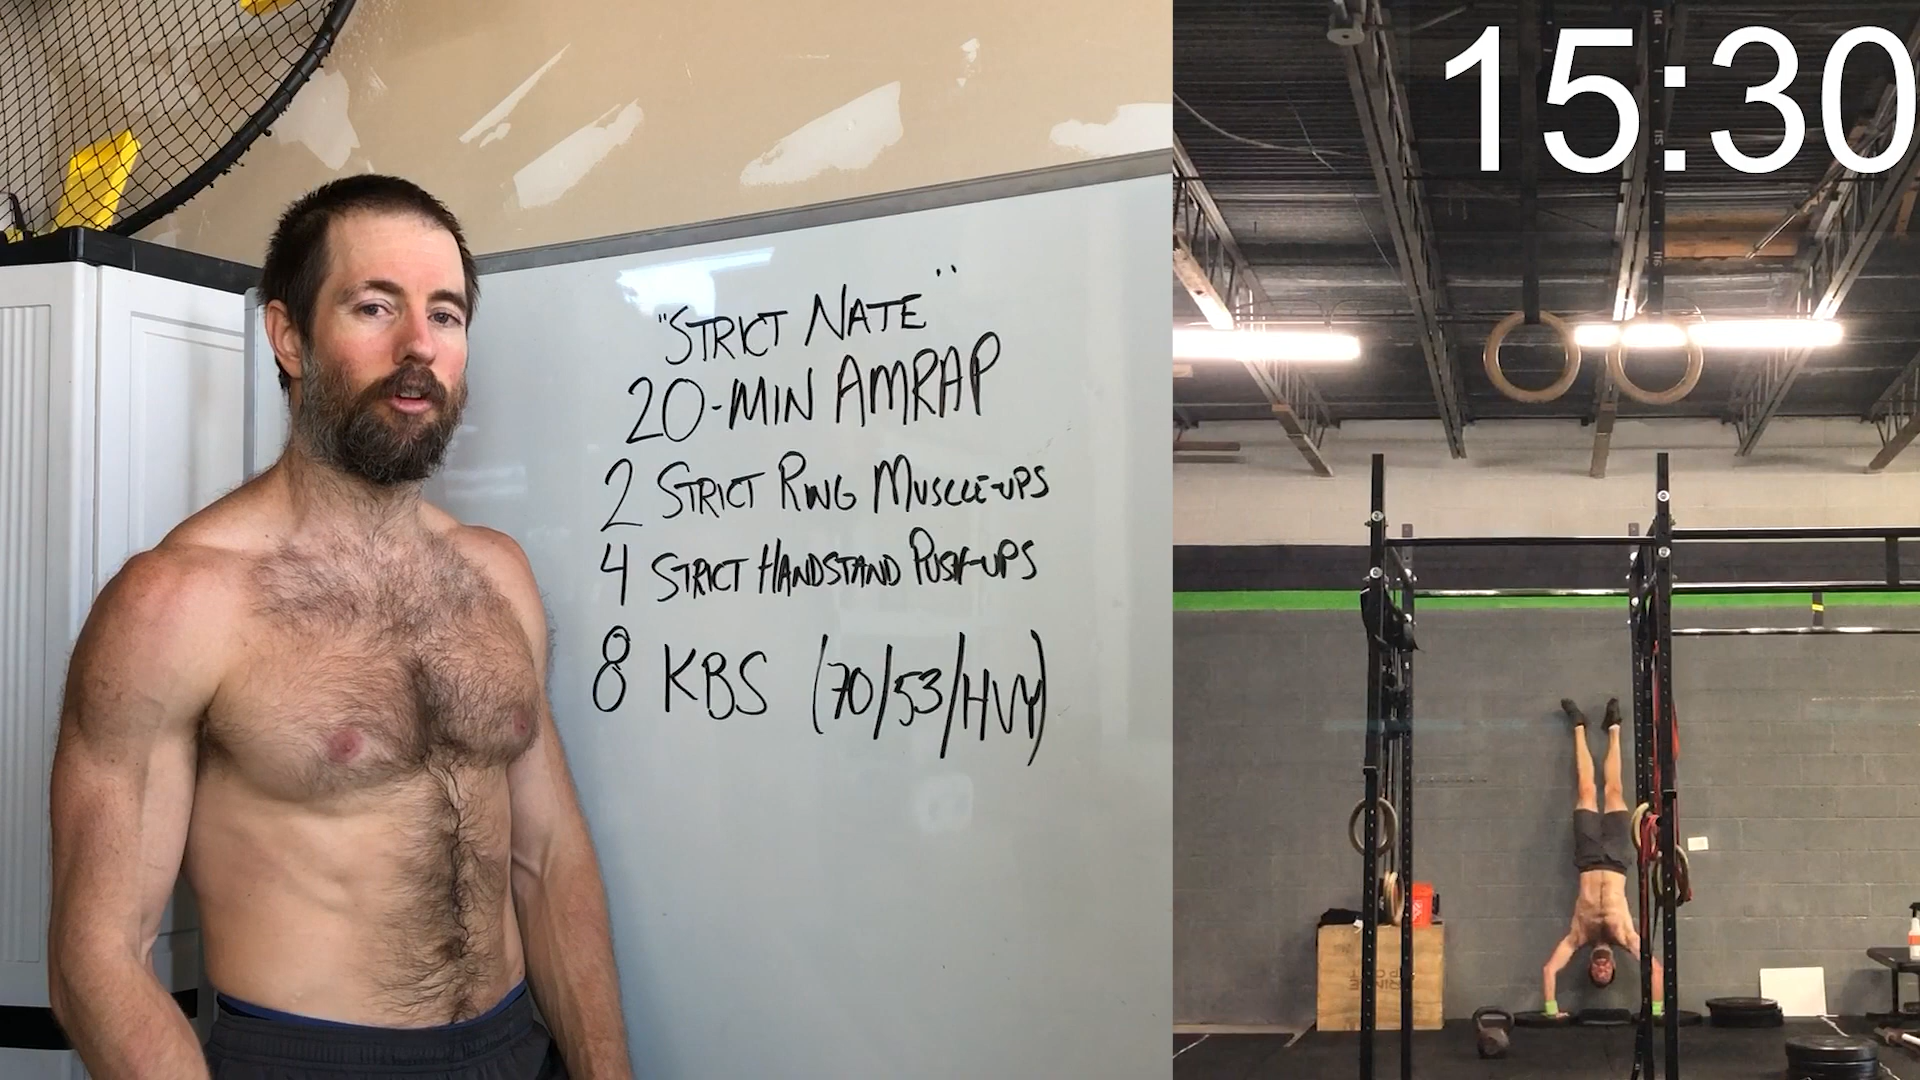 "STRICT NATE"
20-MIN AMRAP
2 STRICT RING MUSCLE-UPS
4 STRICT HANDSTAND PUSH-UPS
8 KBS (70/53/HVY)
15:30